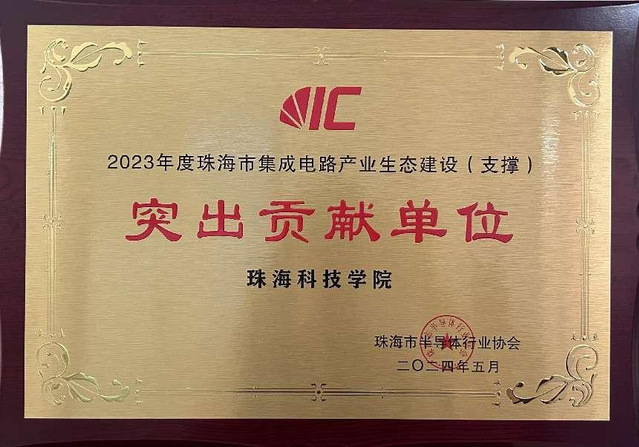 IC
2023年度珠海市集成电路产业生态建设（支撑）
突出贡献单位
珠海科技学院
珠海市半导体行业协会
二〇二四年五月